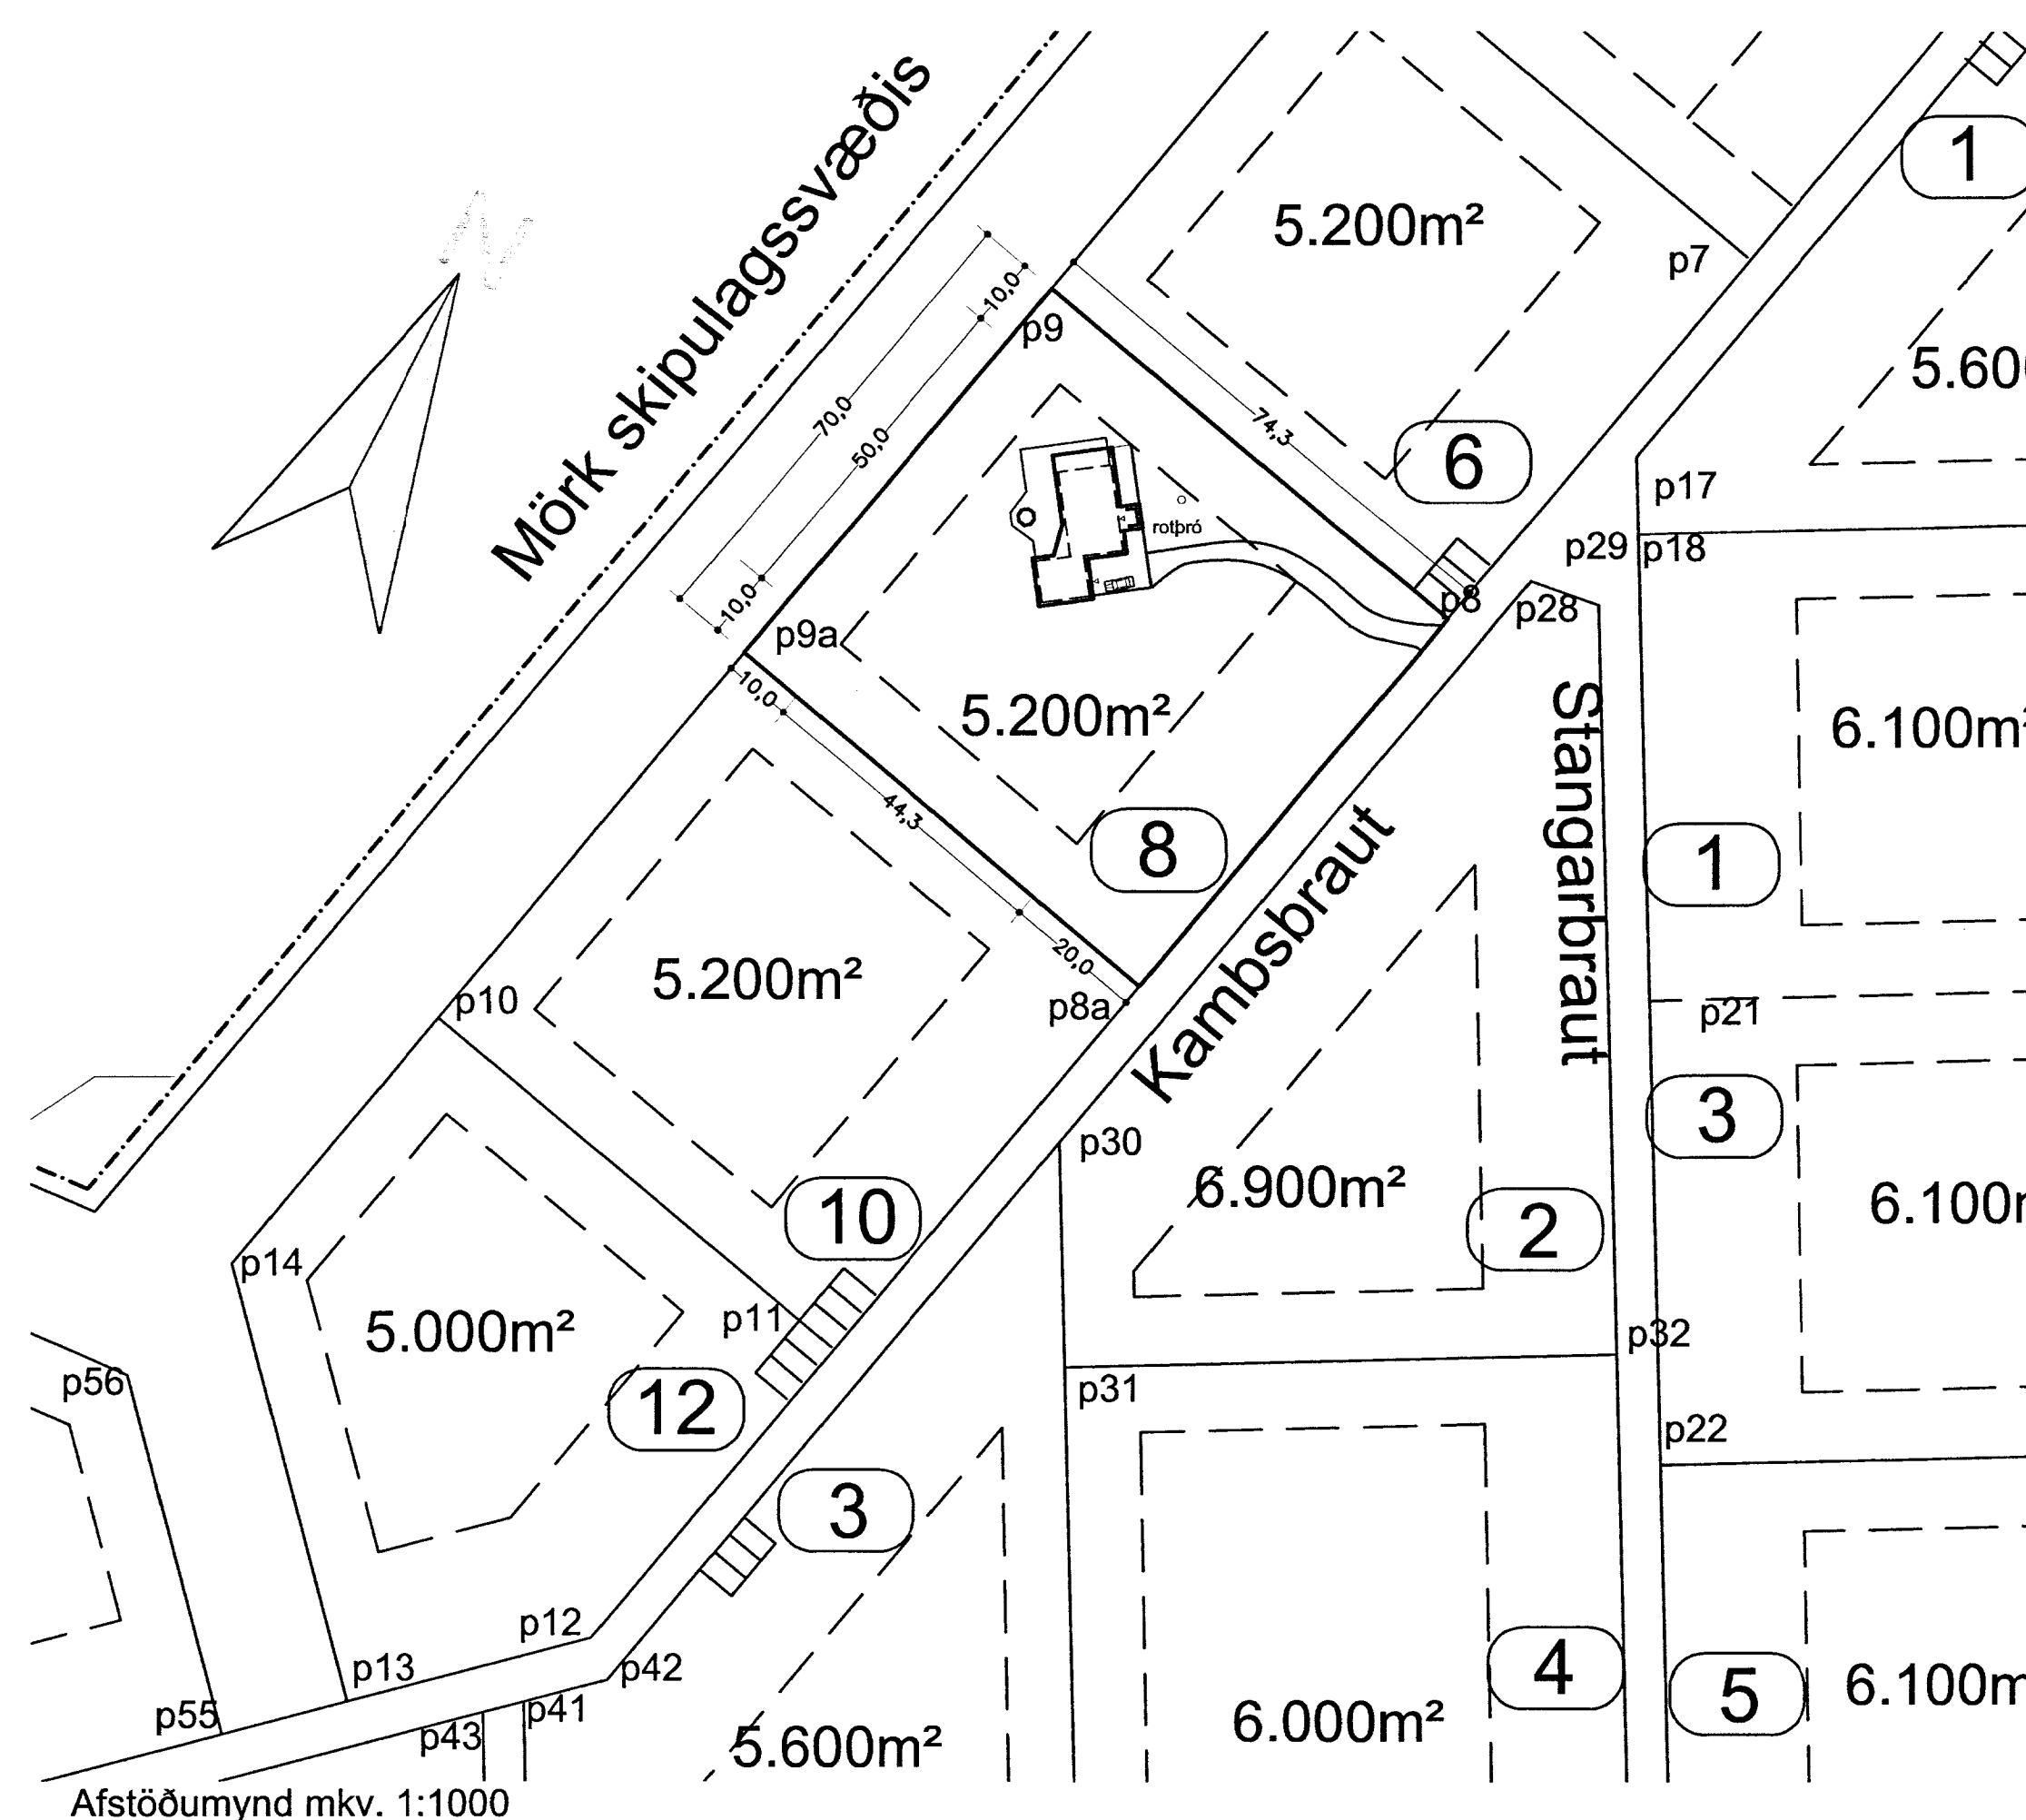 N
Mörk skipulagssvæðis
5.200m²
p7
1
5.60
p9
10,0
70,0
50,0
10,0
74,3
6
p17
p29
p18
rotþró
p8
p28
p9a
10,0
5.200m²
Stangarbraut
6.100m²
44,3
8
1
Kambsbraut
20,0
p8a
5.200m²
p10
p21
p30
3
6.900m²
2
6.100m
10
p14
p11
5.000m²
12
p32
p31
p56
p22
3
p12
p13
p42
p55
p41
p43
4
5
5.600m²
6.000m²
6.100m
Afstöðumynd mkv. 1:1000